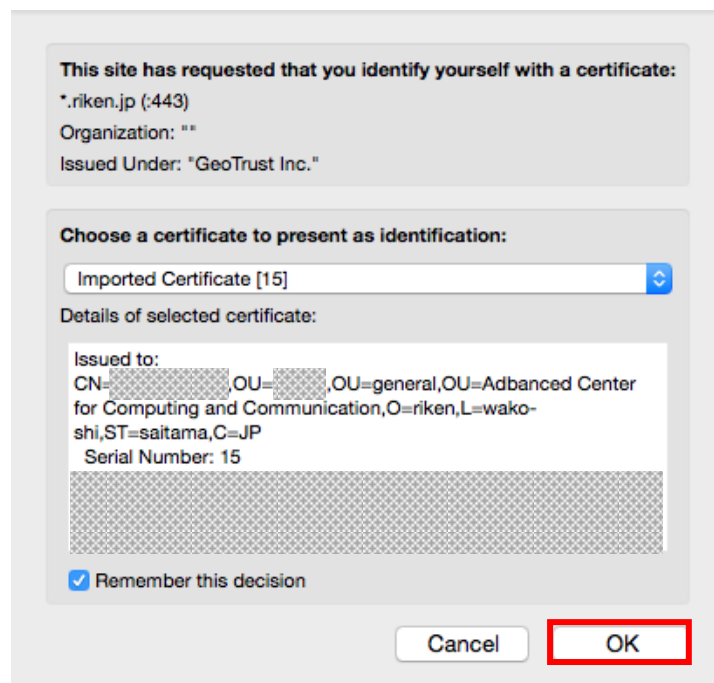 This site has requested that you identify yourself with a certificate:
*.riken.jp (:443)
Organization: ""
Issued Under: "GeoTrust Inc."
Choose a certificate to present as identification:
Imported Certificate [15]
Details of selected certificate:
Issued to:
CN= ,OU= ,OU=general,OU=Adbanced Center
for Computing and Communication,O=riken,L=wako-
shi,ST=saitama,C=JP
Serial Number: 15
Remember this decision
Cancel OK